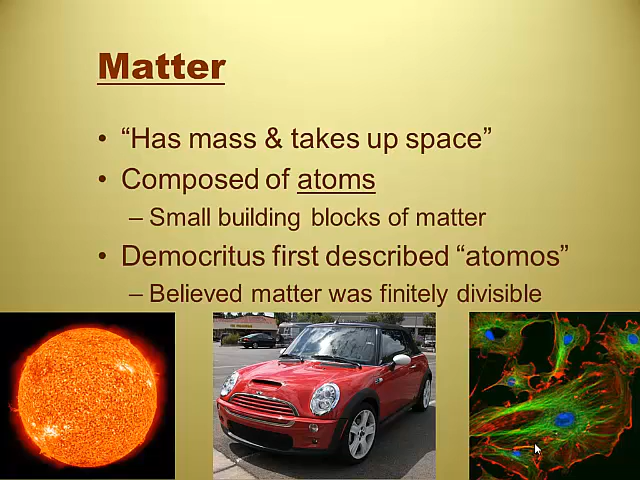 Matter
• “Has mass & takes up space”
• Composed of atoms
– Small building blocks of matter
• Democritus first described “atomos”
– Believed matter was finitely divisible